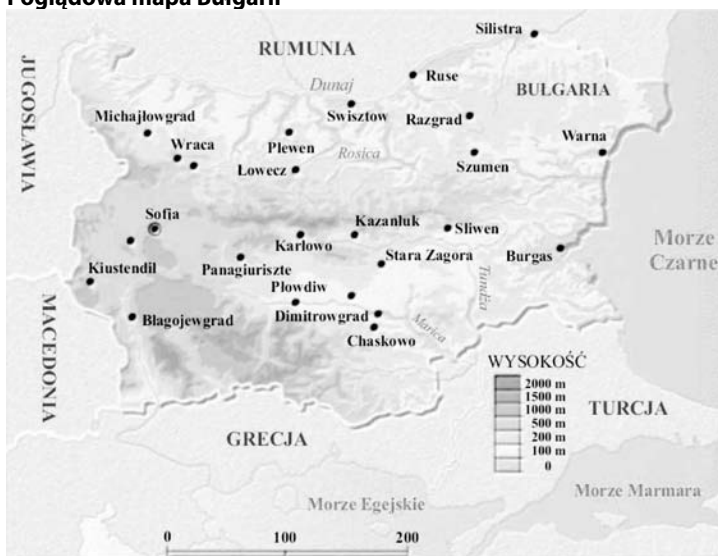 Poglądowa mapa Bułgarii
Silistra
RUMUNIA
JUGOSŁAWIA
Ruse
Dunaj
BULGARIA
Swisztow
Michajłowgrad
Razgrad
Wraca
Plewen
Warna
Rosica
Szumen
Łowecz
Sofia
Kazanłuk
Sliwen
Karłowo
Morze
Czarne
Stara Zagora
Burgas
Kiustendil
Panagiuriszte
Tundża
Płowdiw
MACEDONIA
Błagojewgrad
Dimitrowgrad
Marica
Chaskowo
WYSOKOŚĆ
2000 m
1500 m
1000 m
500 m
200 m
100 m
0
TURCJA
GRECJA
Morze Egejskie
Morze Marmara
0 100 200